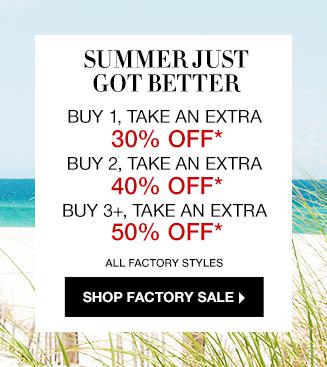 SUMMER JUST
GOT BETTER
BUY 1, TAKE AN EXTRA
30% OFF*
BUY 2, TAKE AN EXTRA
40% OFF*
BUY 3+, TAKE AN EXTRA
50% OFF*
ALL FACTORY STYLES
SHOP FACTORY SALE